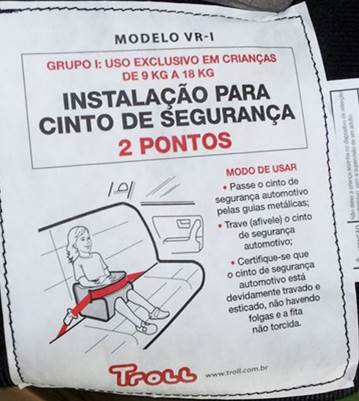 MODELO VR-I
GRUPO I: USO EXCLUSIVO EM CRIANÇAS
DE 9 KG A 18 KG
INSTALAÇÃO PARA
CINTO DE SEGURANÇA
2 PONTOS
MODO DE USAR
• Passe o cinto de
segurança automotivo
pelas guias metálicas;
• Trave (afivele) o cinto
de segurança
automotivo;
• Certifique-se que
o cinto de segurança
automotivo está
devidamente travado e
esticado, não havendo
folgas e a fita
não torcida.
TROLL
www.troll.com.br